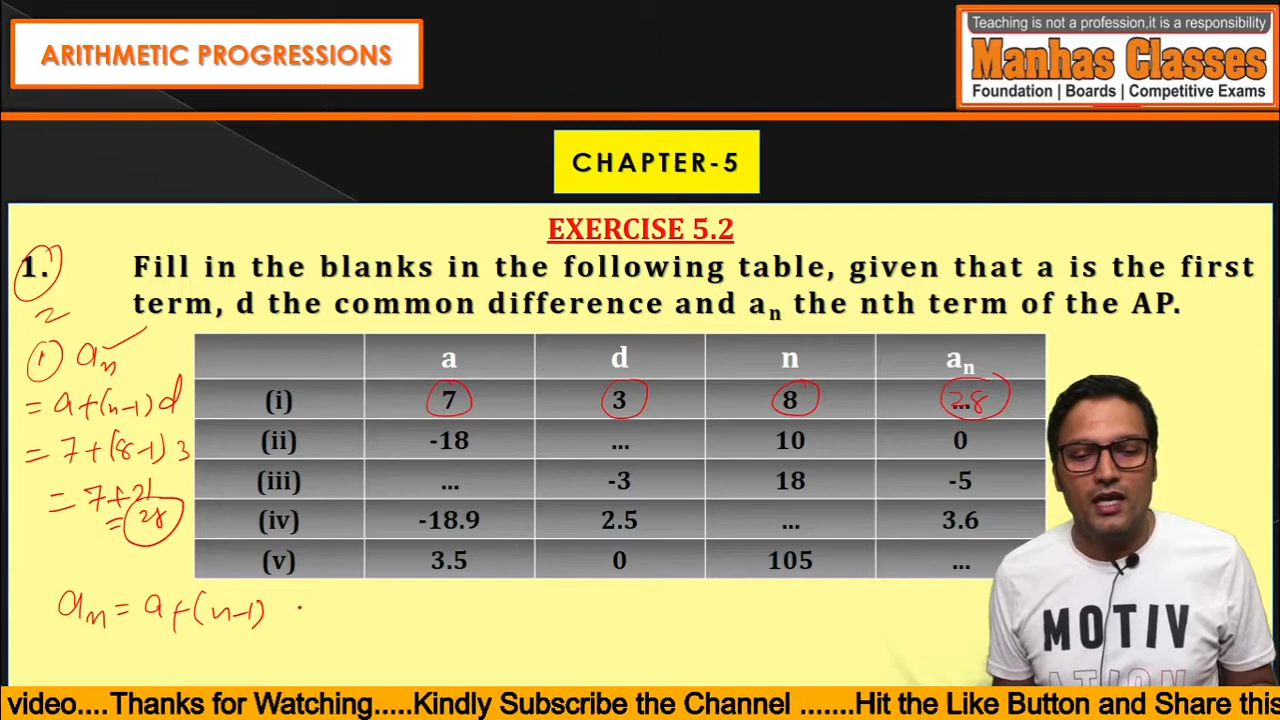 ARITHMETIC PROGRESSIONS
Teaching is not a profession,it is a responsibility
Manhas Classes
Foundation | Boards | Competitive Exams
CHAPTER-5
EXERCISE 5.2
1. Fill in the blanks in the following table, given that a is the first
term, d the common difference and aₙ the nth term of the AP.
2
1 aₙ
= a+(n-1)d
= 7+(8-1)3
= 7+21
= 28
a d n aₙ
(i) 7 3 8 ... 28
(ii) -18 ... 10 0
(iii) ... -3 18 -5
(iv) -18.9 2.5 ... 3.6
(v) 3.5 0 105 ...
aₙ = a+(n-1)
MOTIV
video....Thanks for Watching.....Kindly Subscribe the Channel .......Hit the Like Button and Share this